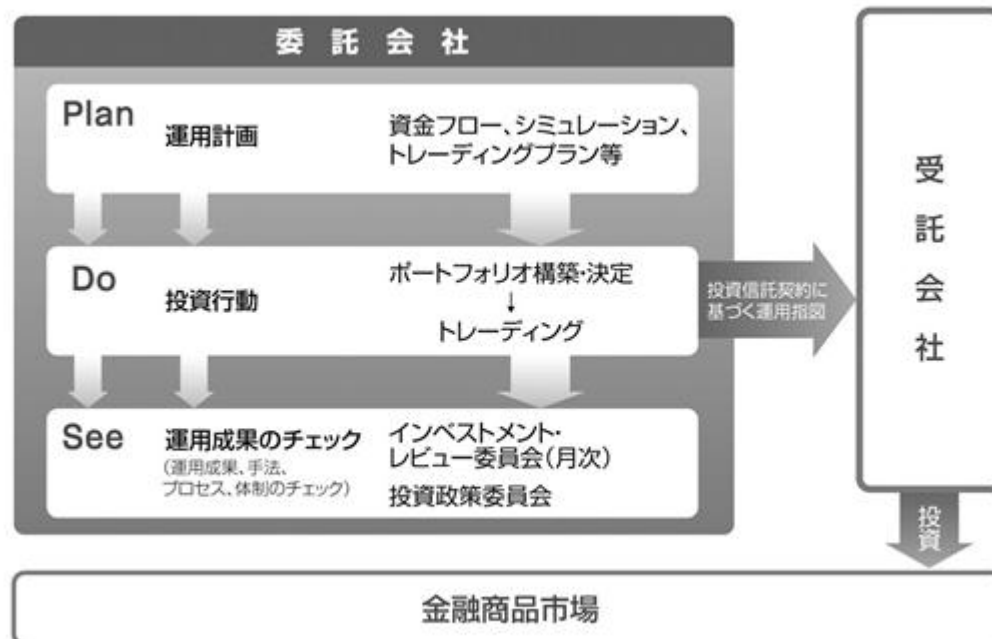 委託会社
Plan
運用計画
資金フロー、シミュレーション、
トレーディングプラン等
Do
投資行動
ポートフォリオ構築・決定
↓
トレーディング
See
運用成果のチェック
(運用成果、手法、
プロセス、体制のチェック)
インベストメント・
レビュー委員会(月次)
投資政策委員会
投資信託契約に
基づく運用指図
受託会社
投資
金融商品市場